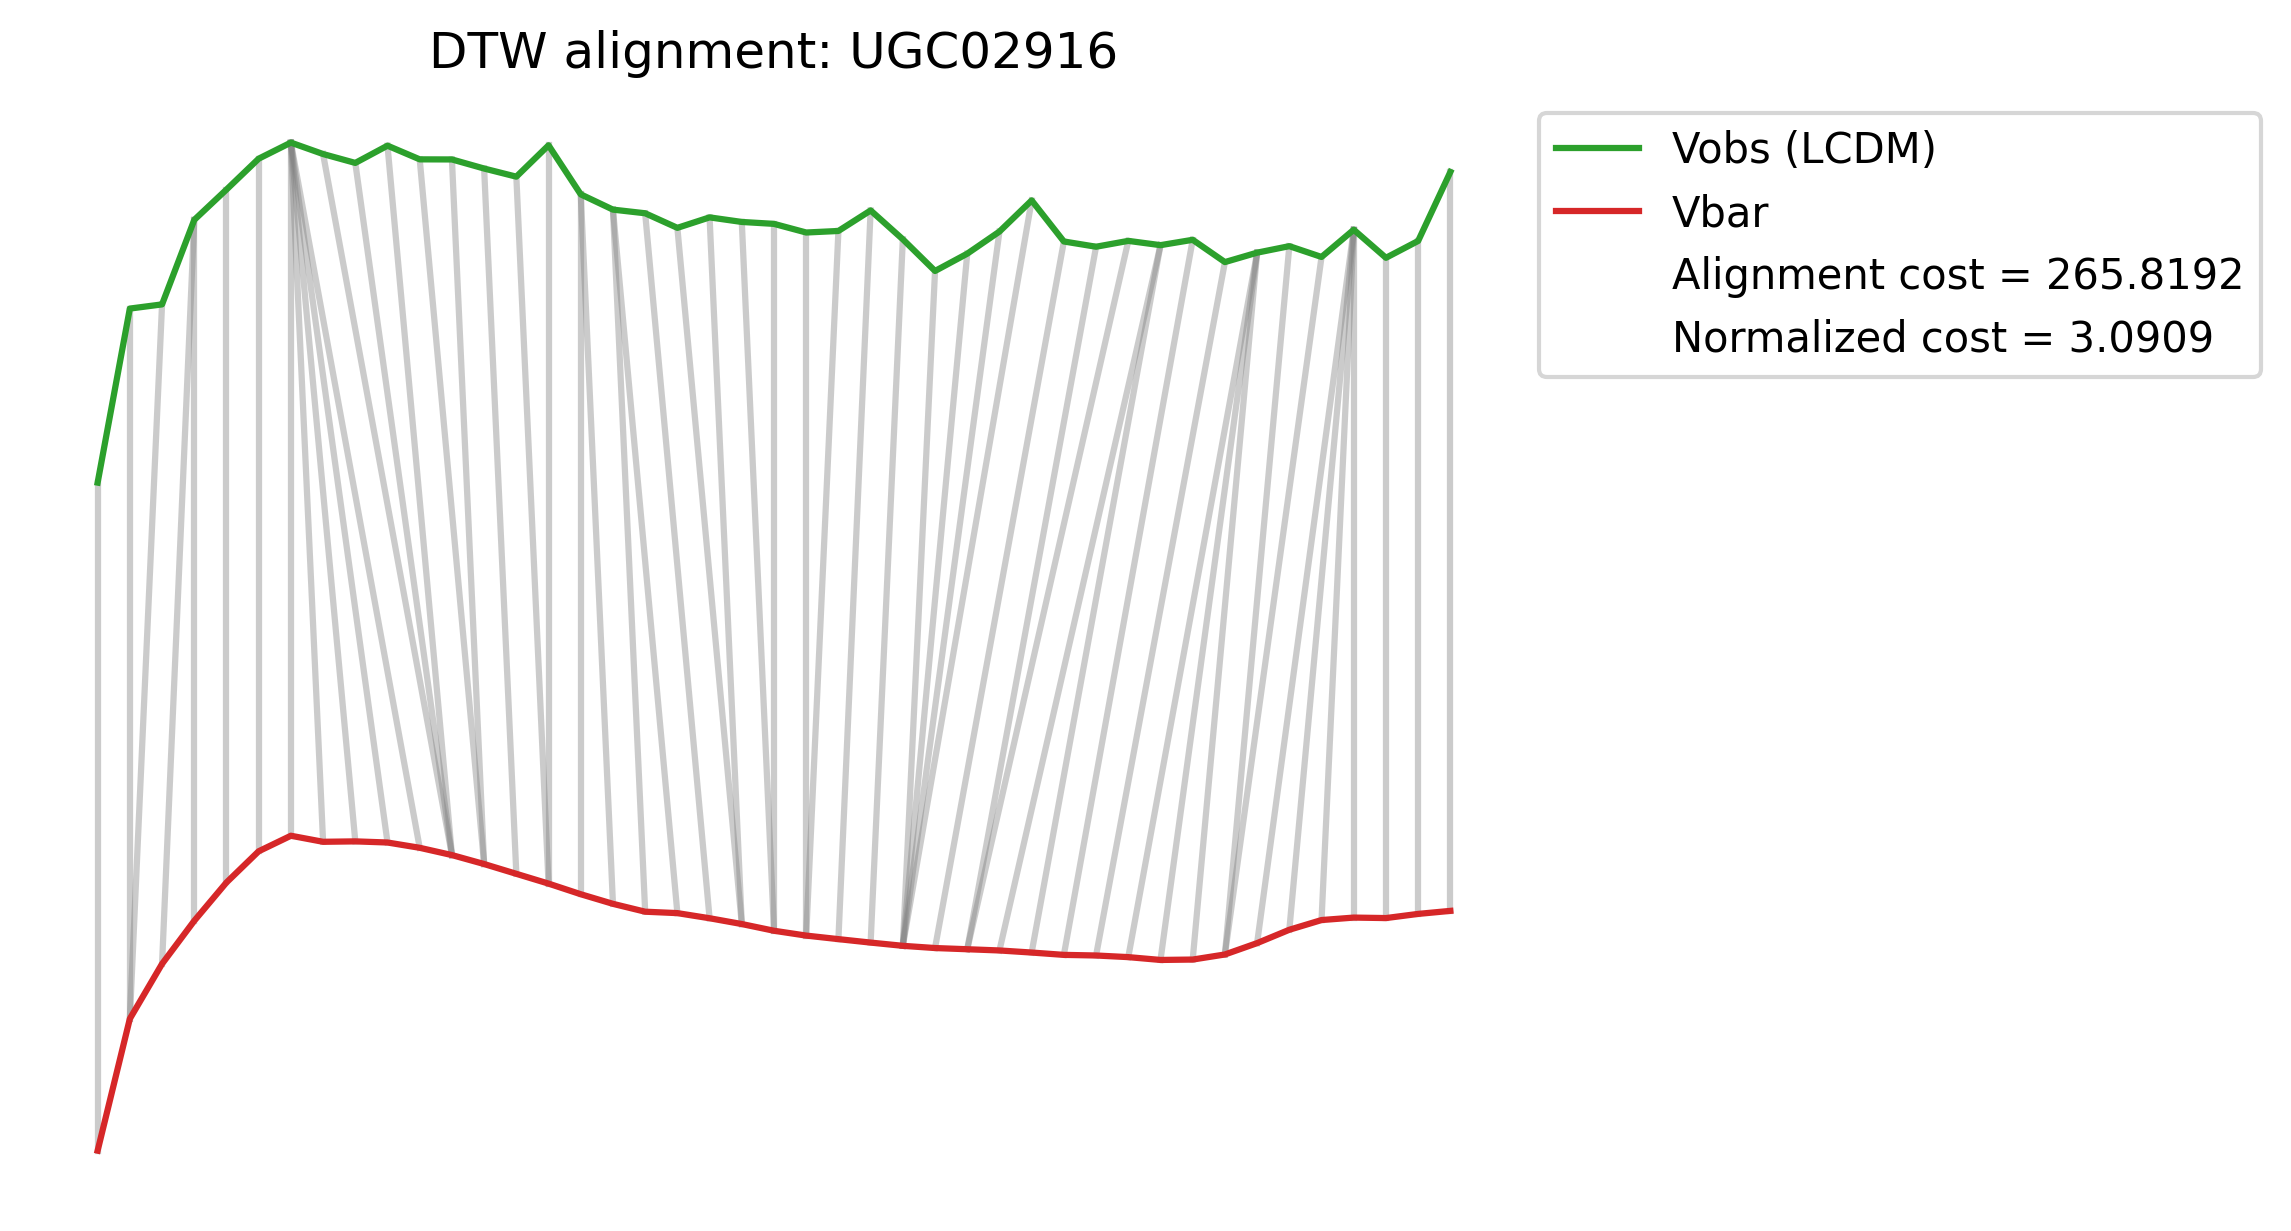 DTW alignment: UGC02916
Vobs (LCDM)
Vbar
Alignment cost = 265.8192
Normalized cost = 3.0909